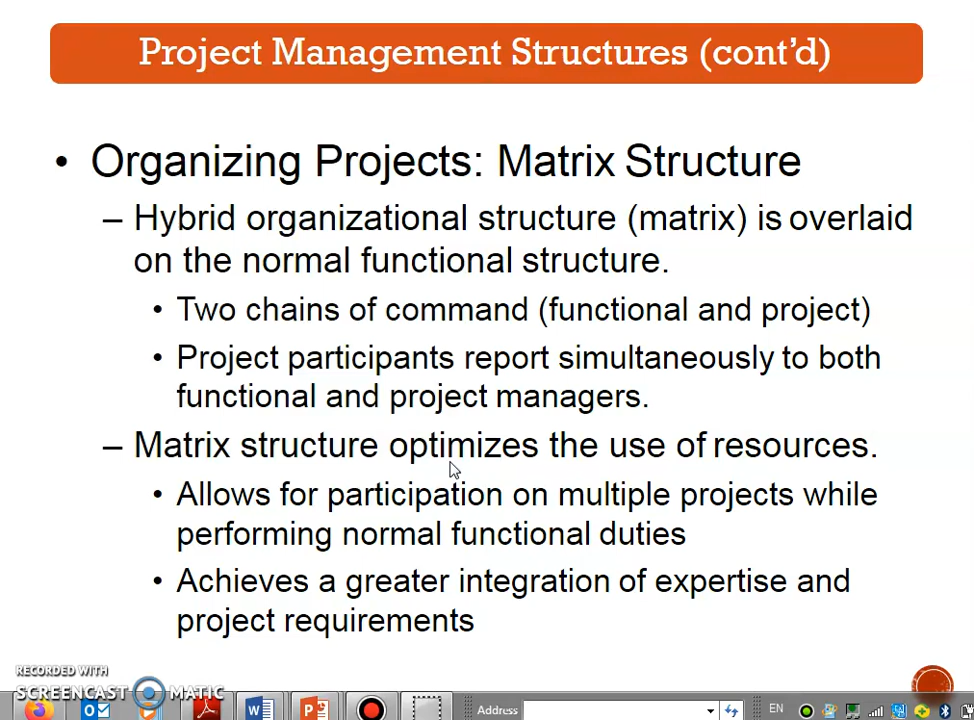 Project Management Structures (cont’d)
• Organizing Projects: Matrix Structure
– Hybrid organizational structure (matrix) is overlaid
on the normal functional structure.
• Two chains of command (functional and project)
• Project participants report simultaneously to both
functional and project managers.
– Matrix structure optimizes the use of resources.
• Allows for participation on multiple projects while
performing normal functional duties
• Achieves a greater integration of expertise and
project requirements
RECORDED WITH
SCREENCAST MATIC
Address
EN